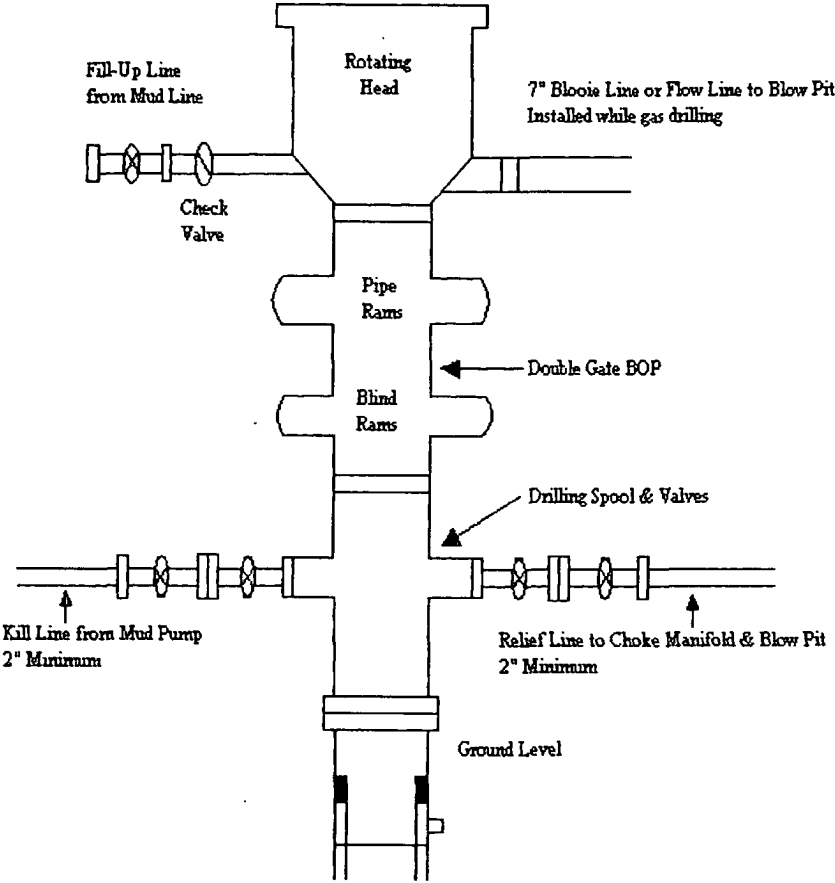 Rotating
Head
Fill-Up Line
from Mud Line
7" Blooie Line or Flow Line to Blow Pit
Installed while gas drilling
Check
Valve
Pipe
Rams
Double Gate BOP
Blind
Rams
Drilling Spool & Valves
Kill Line from Mud Pump
2" Minimum
Relief Line to Choke Manifold & Blow Pit
2" Minimum
Ground Level